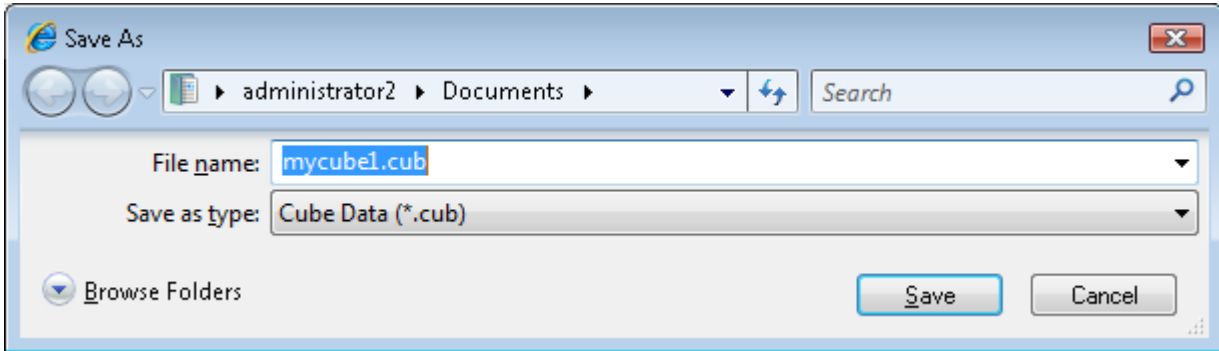 Save As
administrator2 Documents Search
File name: mycube1.cub
Save as type: Cube Data (*.cub)
Browse Folders Save Cancel